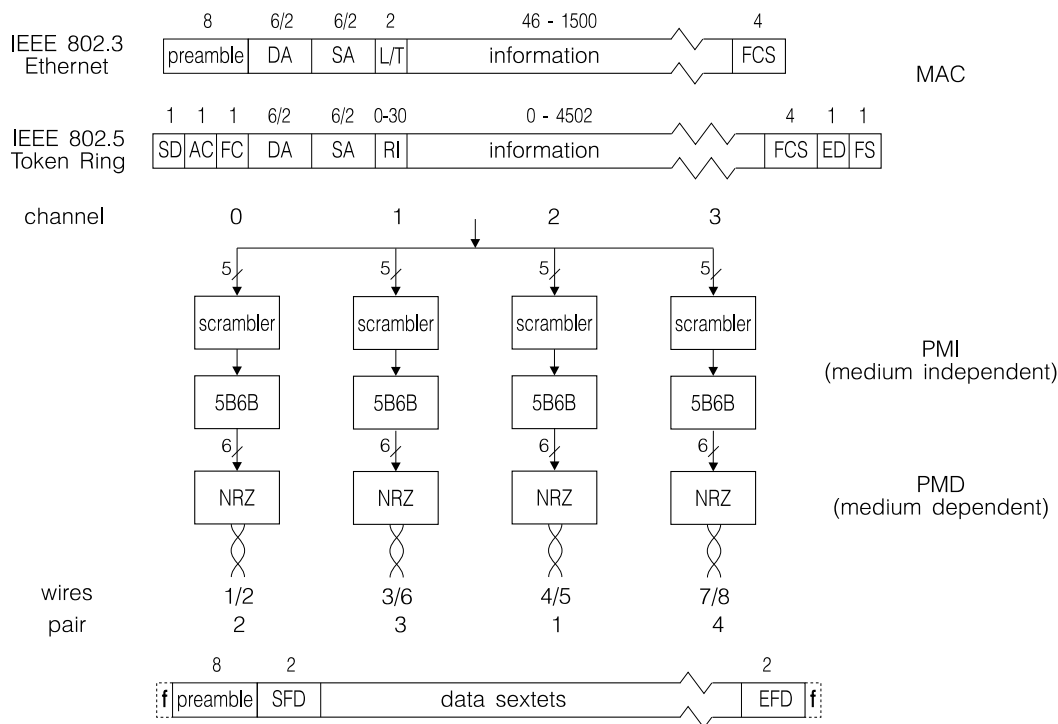 8 6/2 6/2 2 46 - 1500 4
IEEE 802.3 Ethernet
preamble DA SA L/T information FCS
MAC
1 1 1 6/2 6/2 0-30 0 - 4502 4 1 1
IEEE 802.5 Token Ring
SD AC FC DA SA RI information FCS ED FS
channel 0 1 2 3
5 5 5 5
scrambler scrambler scrambler scrambler
PMI
(medium independent)
5B6B 5B6B 5B6B 5B6B
6 6 6 6
NRZ NRZ NRZ NRZ
PMD
(medium dependent)
wires 1/2 3/6 4/5 7/8
pair 2 3 1 4
8 2 2
f preamble SFD data sextets EFD f